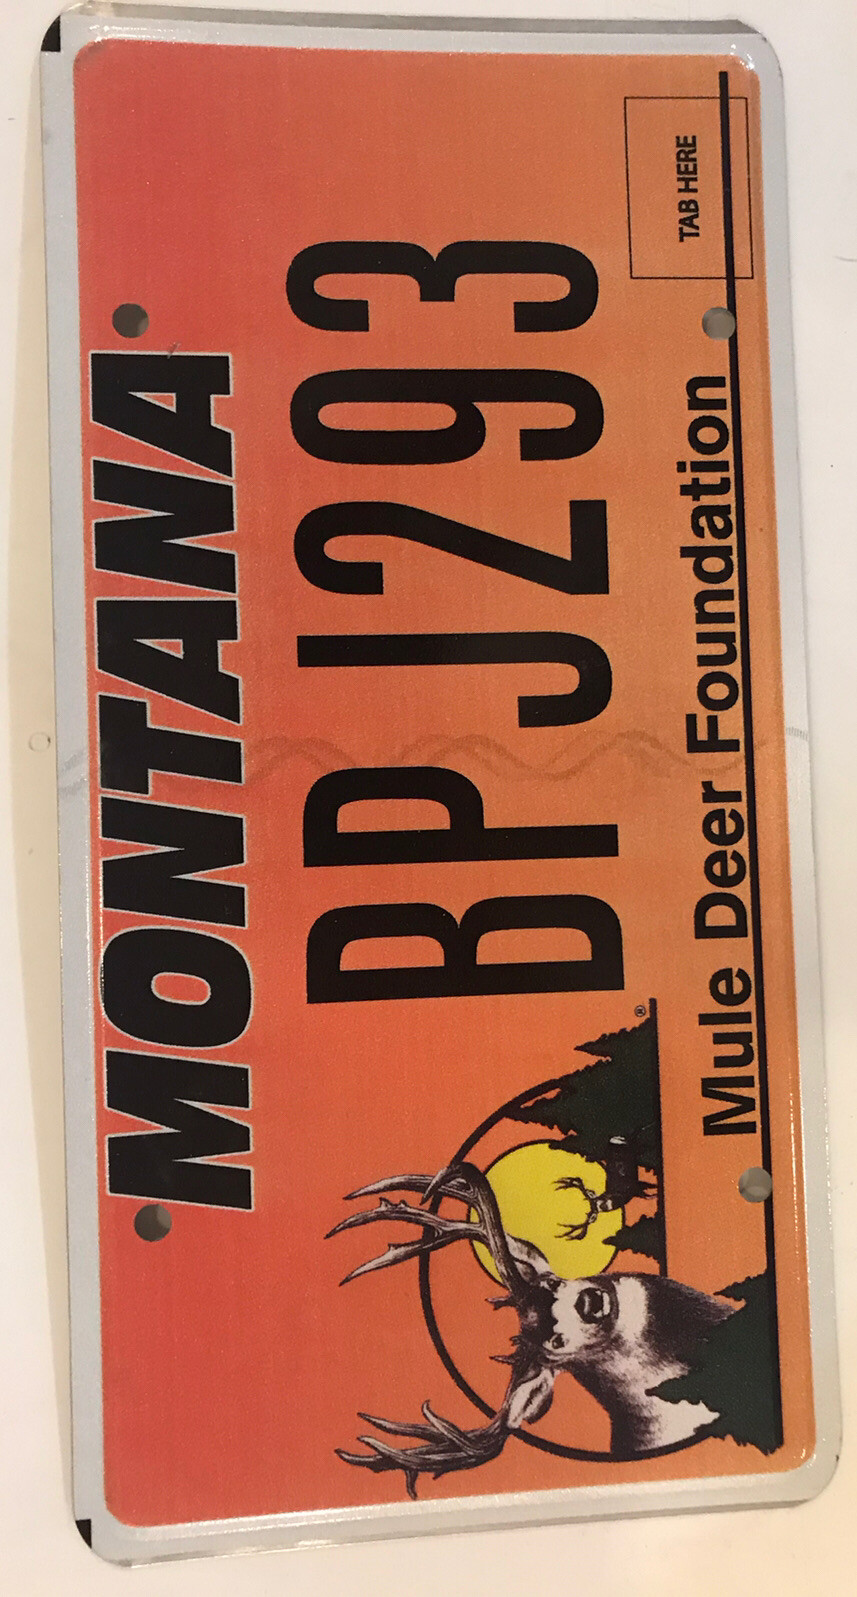 MONTANA
BPJ293
TAB HERE
®
Mule Deer Foundation